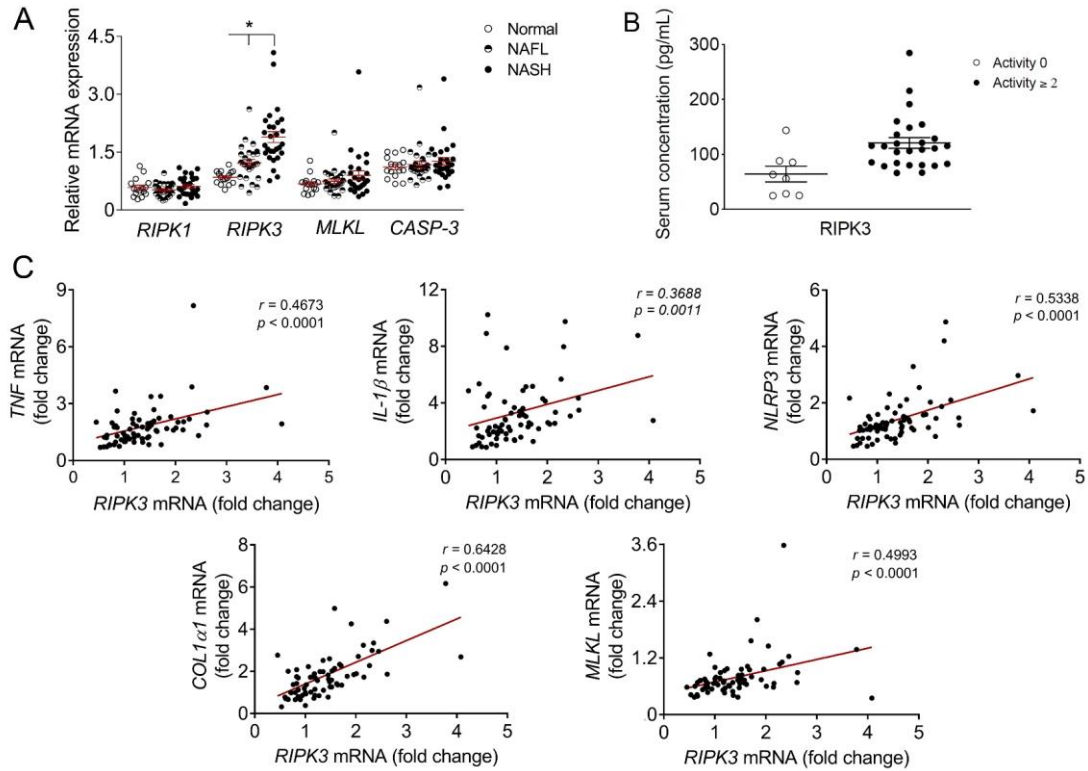 A
Relative mRNA expression
4.5
3.0
1.5
0
*
Normal
NAFL
NASH
RIPK1 RIPK3 MLKL CASP-3
B
Serum concentration (pg/mL)
300
200
100
0
Activity 0
Activity ≥ 2
RIPK3
C
TNF mRNA
(fold change)
9
6
3
0
r = 0.4673
p < 0.0001
0 1 2 3 4 5
RIPK3 mRNA (fold change)
IL-1β mRNA
(fold change)
12
8
4
0
r = 0.3688
p = 0.0011
0 1 2 3 4 5
RIPK3 mRNA (fold change)
NLRP3 mRNA
(fold change)
6
4
2
0
r = 0.5338
p < 0.0001
0 1 2 3 4 5
RIPK3 mRNA (fold change)
COL1α1 mRNA
(fold change)
8
6
4
2
0
r = 0.6428
p < 0.0001
0 1 2 3 4 5
RIPK3 mRNA (fold change)
MLKL mRNA
(fold change)
3.6
2.4
1.2
0
r = 0.4993
p < 0.0001
0 1 2 3 4 5
RIPK3 mRNA (fold change)